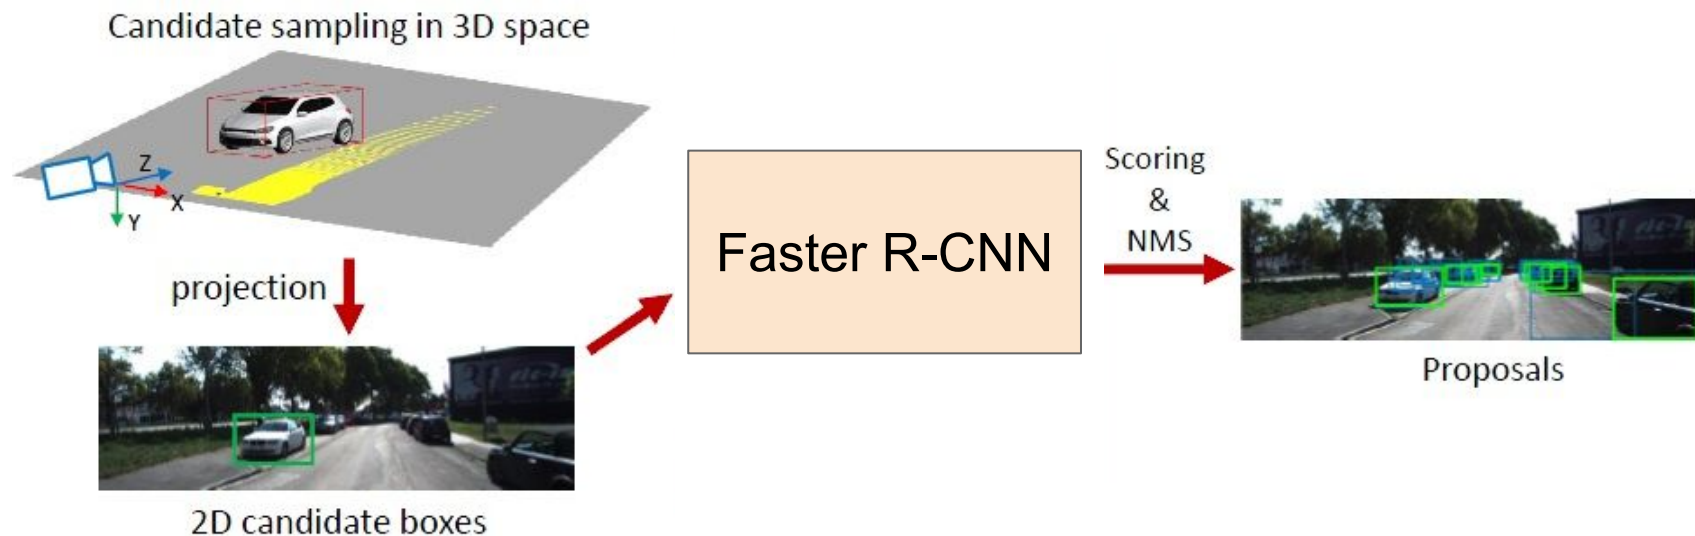 Candidate sampling in 3D space
Z
X
Y
projection
2D candidate boxes
Faster R-CNN
Scoring
&
NMS
Proposals